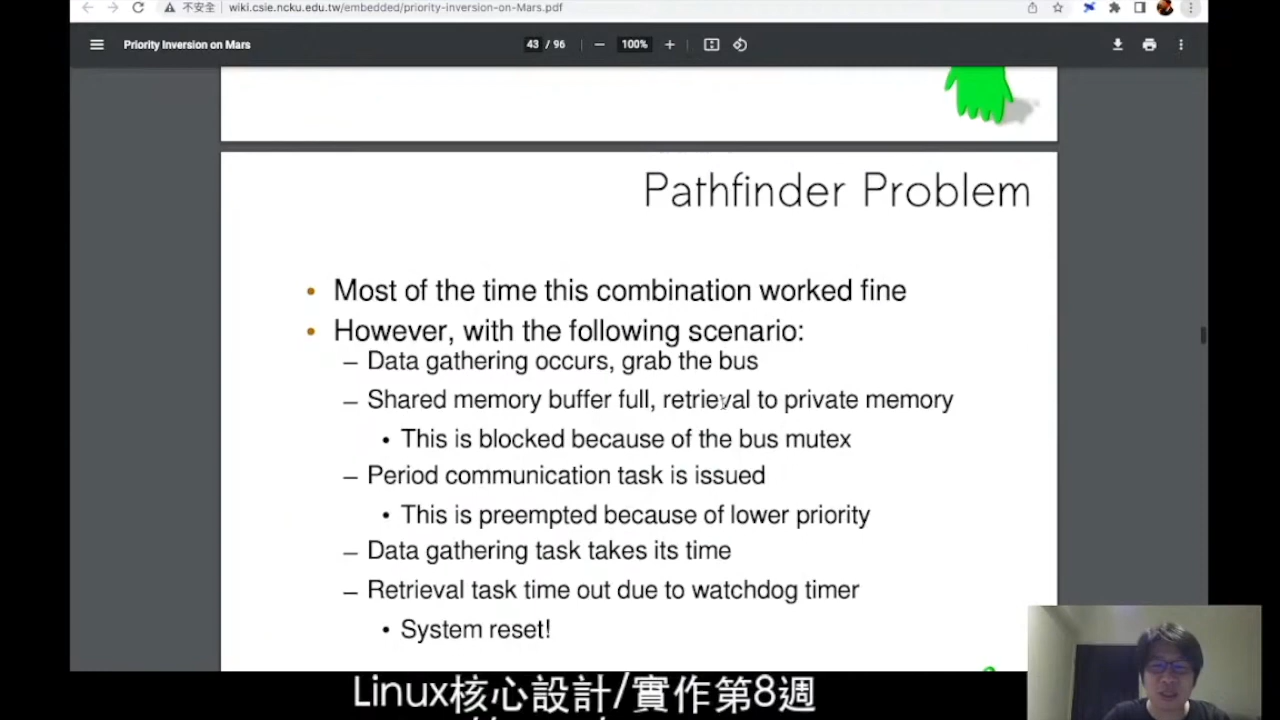 不安全 wiki.csie.ncku.edu.tw/embedded/priority-inversion-on-Mars.pdf
Priority Inversion on Mars 43 / 96 100%
Pathfinder Problem
• Most of the time this combination worked fine
• However, with the following scenario:
– Data gathering occurs, grab the bus
– Shared memory buffer full, retrieval to private memory
• This is blocked because of the bus mutex
– Period communication task is issued
• This is preempted because of lower priority
– Data gathering task takes its time
– Retrieval task time out due to watchdog timer
• System reset!
Linux核心設計/實作第8週